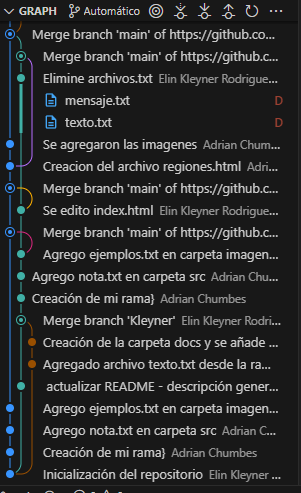 GRAPH Automático
Merge branch 'main' of https://github.co...
Merge branch 'main' of https://github.c...
Elimine archivos.txt Elin Kleyner Rodrigue...
mensaje.txt D
texto.txt D
Se agregaron las imagenes Adrian Chum...
Creacion del archivo regiones.html Adri...
Merge branch 'main' of https://github.c...
Se edito index.html Elin Kleyner Rodrigue...
Merge branch 'main' of https://github.c...
Agrego ejemplos.txt en carpeta imagen...
Agrego nota.txt en carpeta src Adrian Chu...
Creación de mi rama} Adrian Chumbes
Merge branch 'Kleyner' Elin Kleyner Rodri...
Creación de la carpeta docs y se añade ...
Agregado archivo texto.txt desde la ra...
actualizar README - descripción gener...
Agrego ejemplos.txt en carpeta imagen...
Agrego nota.txt en carpeta src Adrian C...
Creación de mi rama} Adrian Chumbes
Inicialización del repositorio Elin Kleyner ...